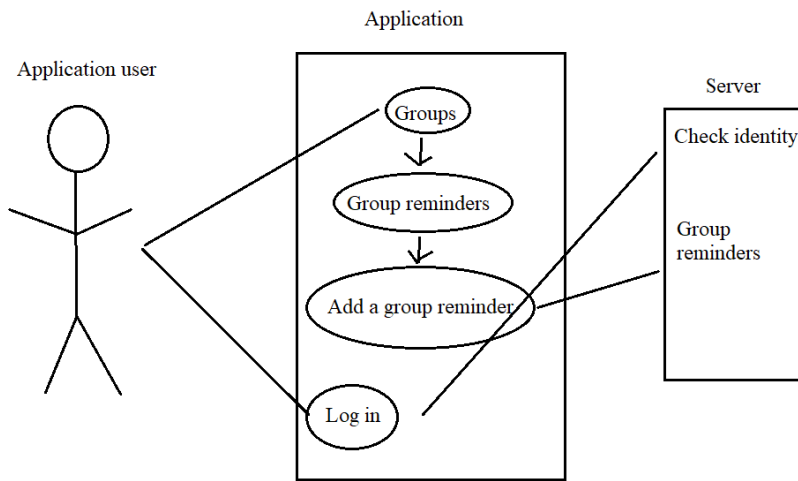 Application
Application user
Server
Groups
Check identity
Group reminders
Group
reminders
Add a group reminder
Log in